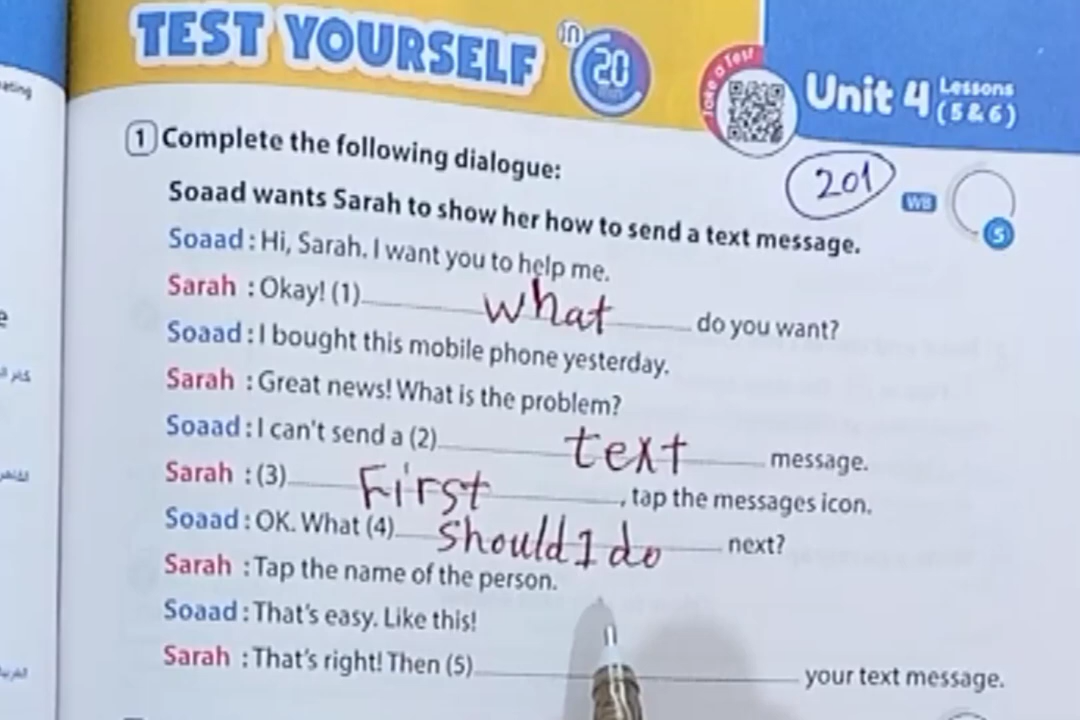 TEST YOURSELF in 20
Take a Test
Unit 4 Lessons (5 & 6)
1 Complete the following dialogue:
201
WB
5
Soaad wants Sarah to show her how to send a text message.
Soaad : Hi, Sarah. I want you to help me.
Sarah : Okay! (1) what do you want?
Soaad : I bought this mobile phone yesterday.
Sarah : Great news! What is the problem?
Soaad : I can't send a (2) text message.
Sarah : (3) First, tap the messages icon.
Soaad : OK. What (4) should I do next?
Sarah : Tap the name of the person.
Soaad : That's easy. Like this!
Sarah : That's right! Then (5) your text message.